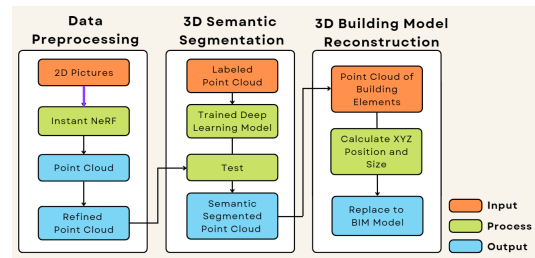 Data
Preprocessing
2D Pictures
Instant NeRF
Point Cloud
Refined
Point Cloud
3D Semantic
Segmentation
Labeled
Point Cloud
Trained Deep
Learning Model
Test
Semantic
Segmented
Point Cloud
3D Building Model
Reconstruction
Point Cloud of
Building
Elements
Calculate XYZ
Position and
Size
Replace to
BIM Model
Input
Process
Output